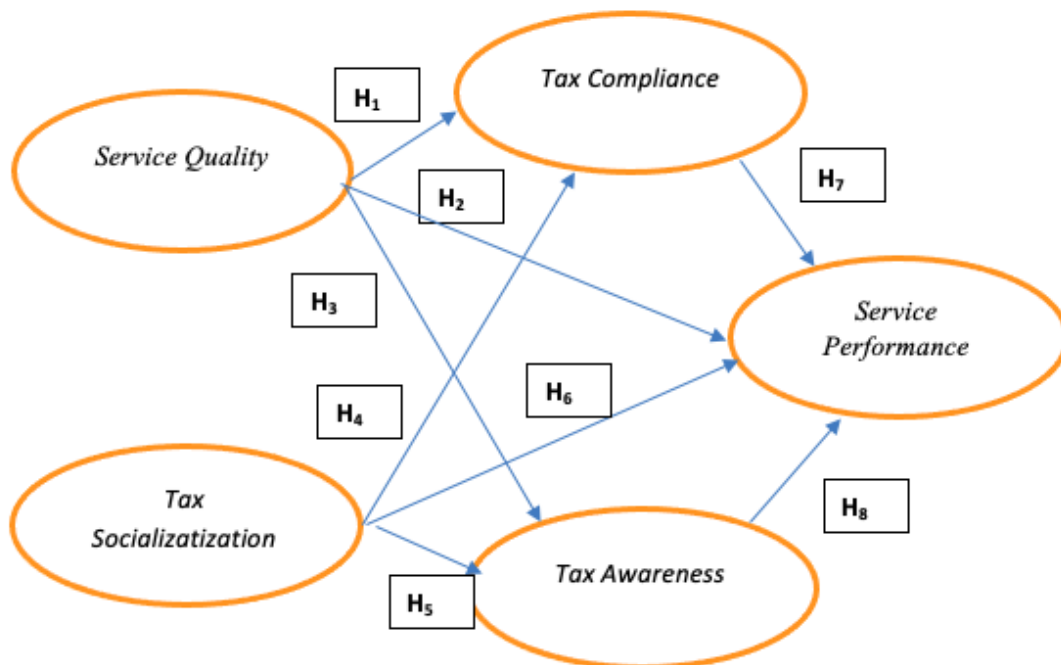 Tax Compliance
H₁
Service Quality
H₇
H₂
H₃
Service
Performance
H₆
H₄
Tax
Socializatization
H₈
Tax Awareness
H₅